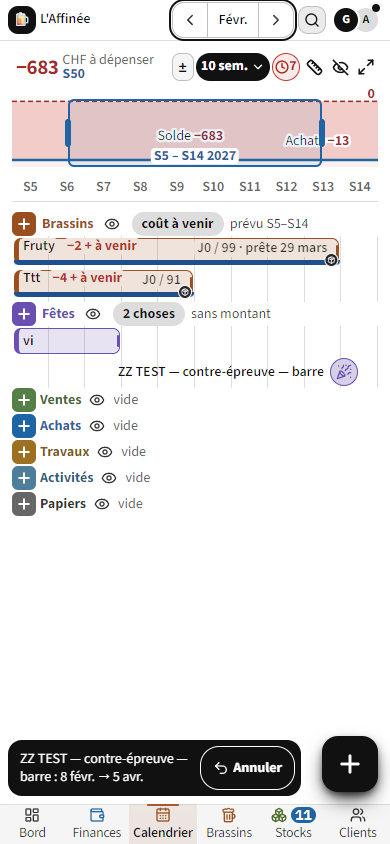 L'Affinée
Févr.
G
A
−683 CHF à dépenser
S50
±
10 sem.
7
0
Solde −683
Achat −13
S5 – S14 2027
S5 S6 S7 S8 S9 S10 S11 S12 S13 S14
Brassins coût à venir prévu S5–S14
Fruty −2 + à venir J0 / 99 · prête 29 mars
Ttt −4 + à venir J0 / 91
Fêtes 2 choses sans montant
vi
ZZ TEST — contre-épreuve — barre
Ventes vide
Achats vide
Travaux vide
Activités vide
Papiers vide
ZZ TEST — contre-épreuve —
barre : 8 févr. → 5 avr.
Annuler
Bord Finances Calendrier Brassins Stocks 11 Clients